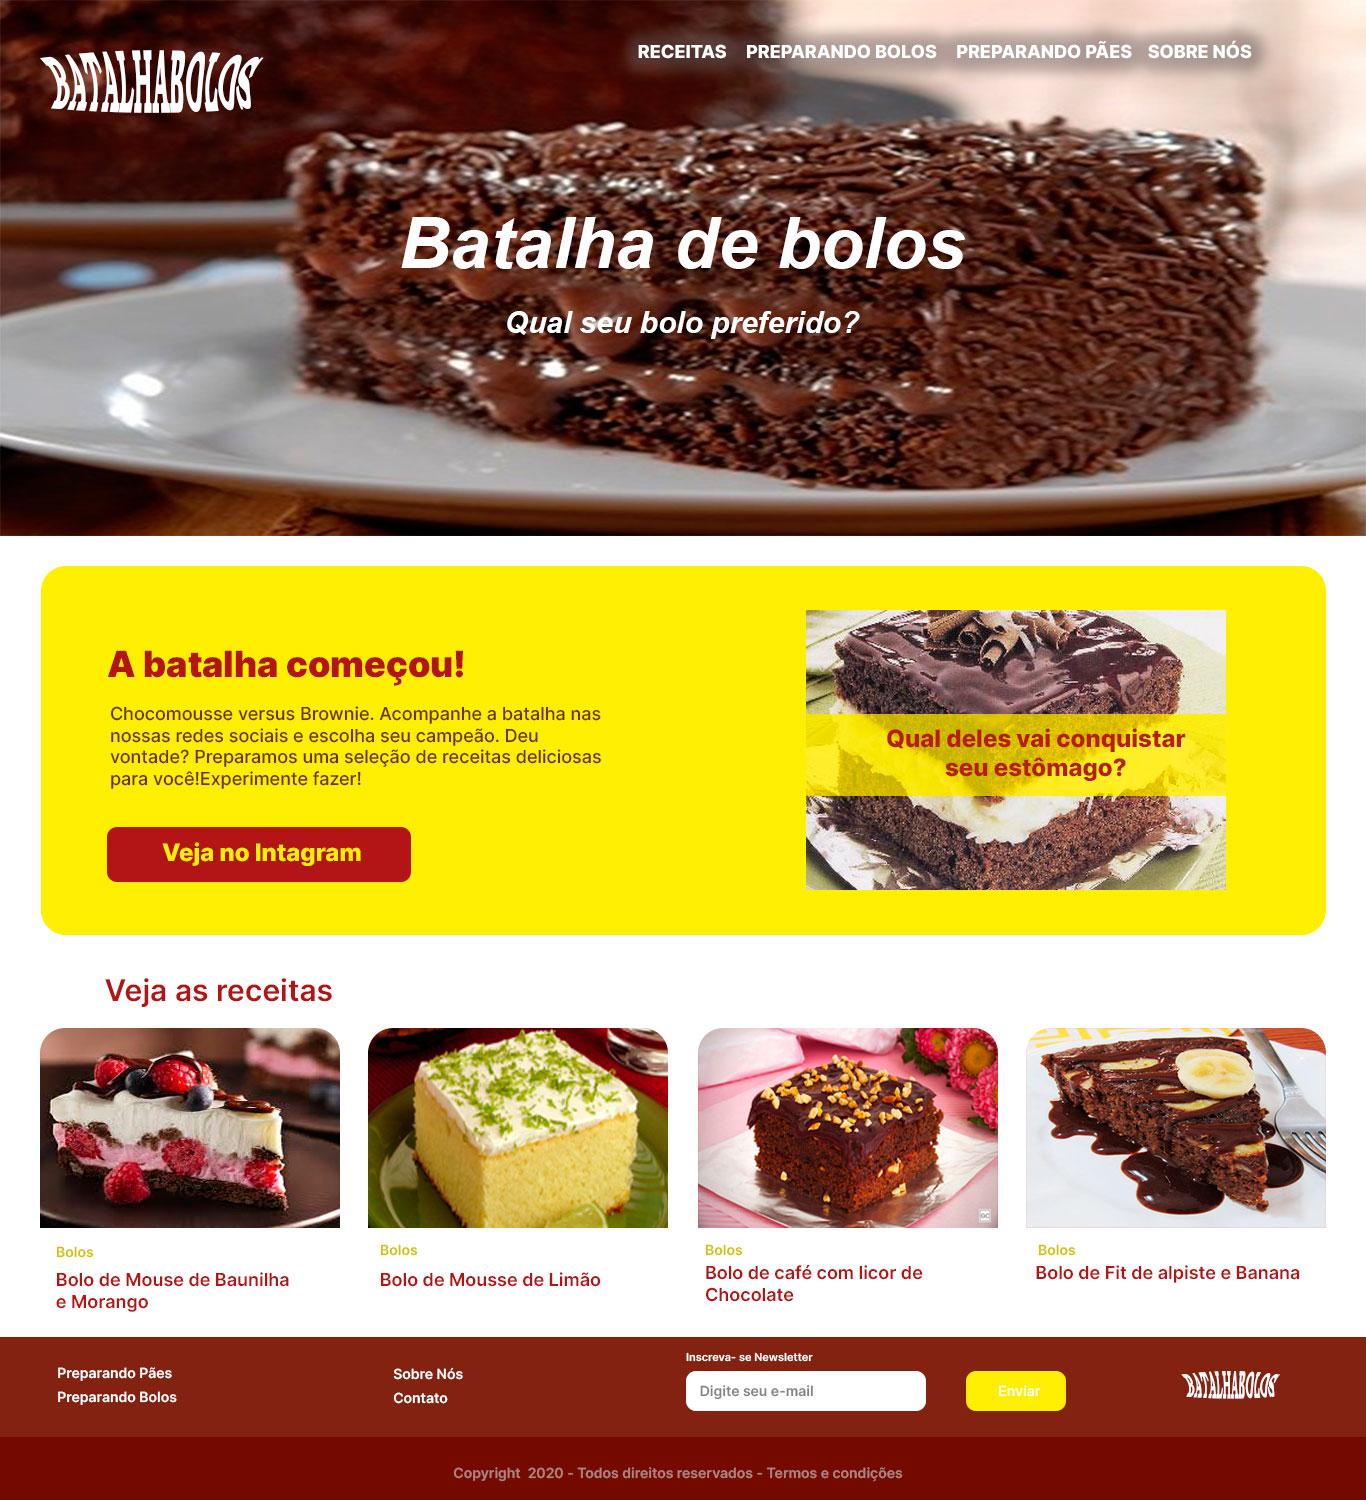 BATALHABOLOS
RECEITAS PREPARANDO BOLOS PREPARANDO PÃES SOBRE NÓS
Batalha de bolos
Qual seu bolo preferido?
A batalha começou!
Chocomousse versus Brownie. Acompanhe a batalha nas
nossas redes sociais e escolha seu campeão. Deu
vontade? Preparamos uma seleção de receitas deliciosas
para você!Experimente fazer!
Veja no Intagram
Qual deles vai conquistar
seu estômago?
Veja as receitas
Bolos
Bolo de Mouse de Baunilha
e Morango
Bolos
Bolo de Mousse de Limão
Bolos
Bolo de café com licor de
Chocolate
Bolos
Bolo de Fit de alpiste e Banana
Preparando Pães
Preparando Bolos
Sobre Nós
Contato
Inscreva- se Newsletter
Digite seu e-mail
Enviar
BATALHABOLOS
Copyright 2020 - Todos direitos reservados - Termos e condições